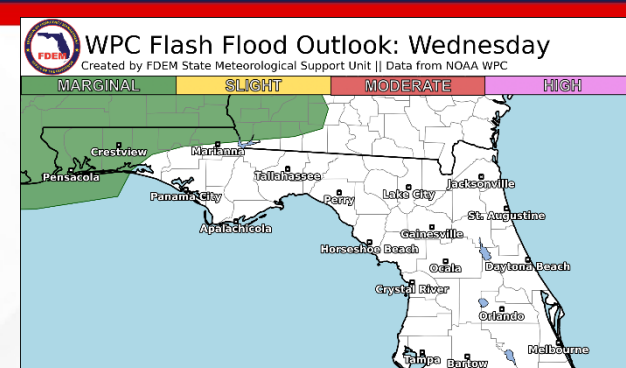 FDEM
WPC Flash Flood Outlook: Wednesday
Created by FDEM State Meteorological Support Unit || Data from NOAA WPC
MARGINAL SLIGHT MODERATE HIGH
Crestview
Marianna
Pensacola
Tallahassee
Jacksonville
Panama City
Perry
Lake City
St. Augustine
Apalachicola
Gainesville
Horseshoe Beach
Ocala
Daytona Beach
Crystal River
Orlando
Melbourne
Tampa
Bartow